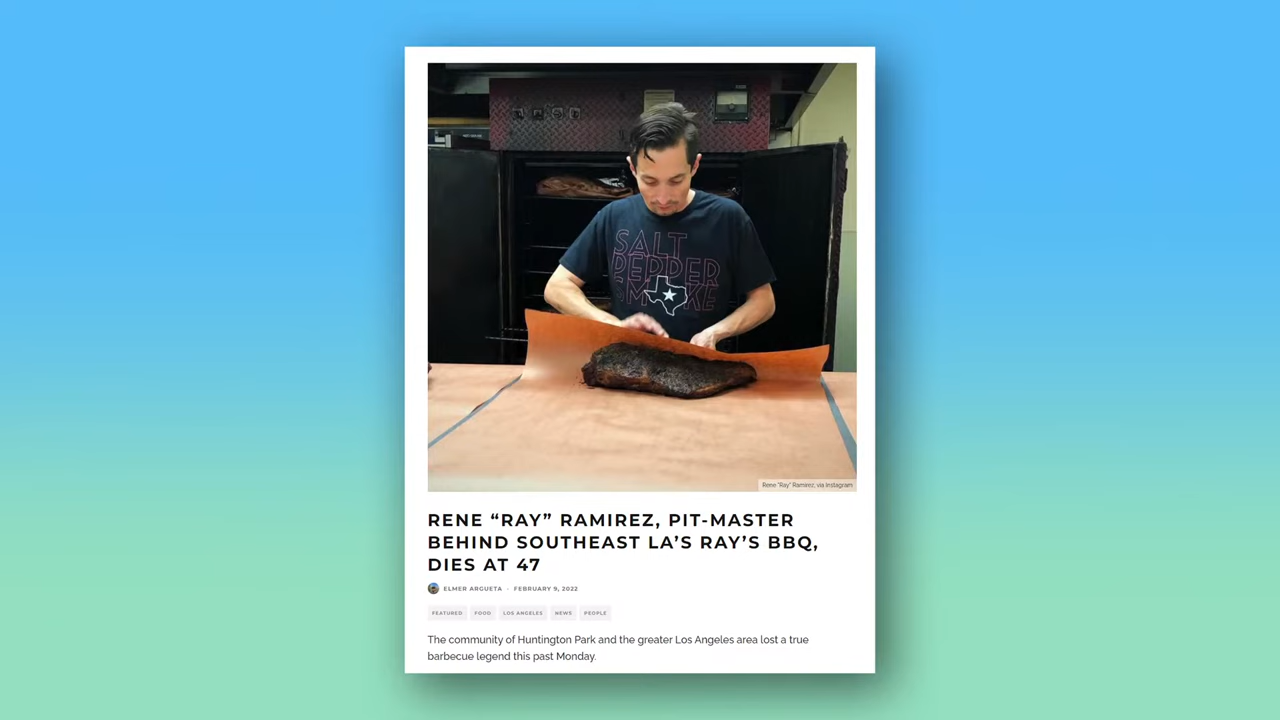 SALT
PEPPER
SMOKE
Rene "Ray" Ramirez, via Instagram
RENE “RAY” RAMIREZ, PIT-MASTER
BEHIND SOUTHEAST LA’S RAY’S BBQ,
DIES AT 47
ELMER ARGUETA · FEBRUARY 9, 2022
FEATURED FOOD LOS ANGELES NEWS PEOPLE
The community of Huntington Park and the greater Los Angeles area lost a true
barbecue legend this past Monday.